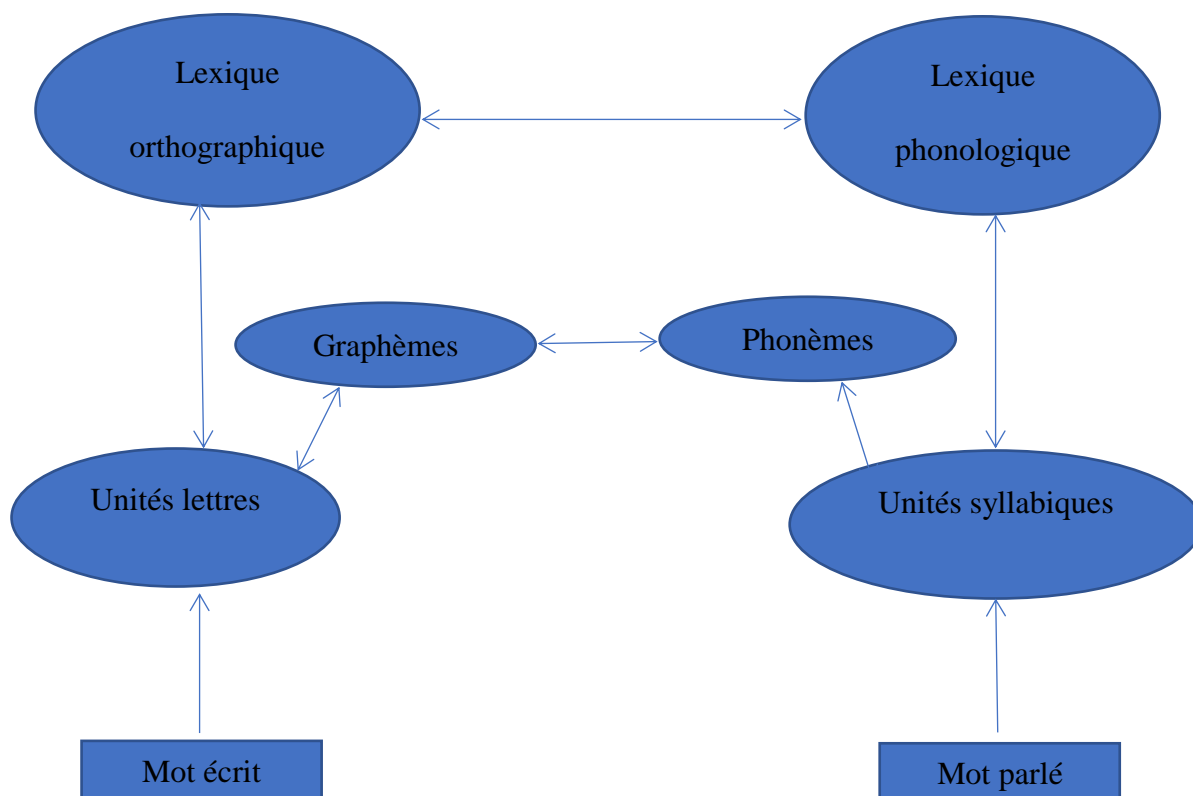 Lexique
orthographique
Lexique
phonologique
Graphèmes
Phonèmes
Unités lettres
Unités syllabiques
Mot écrit
Mot parlé